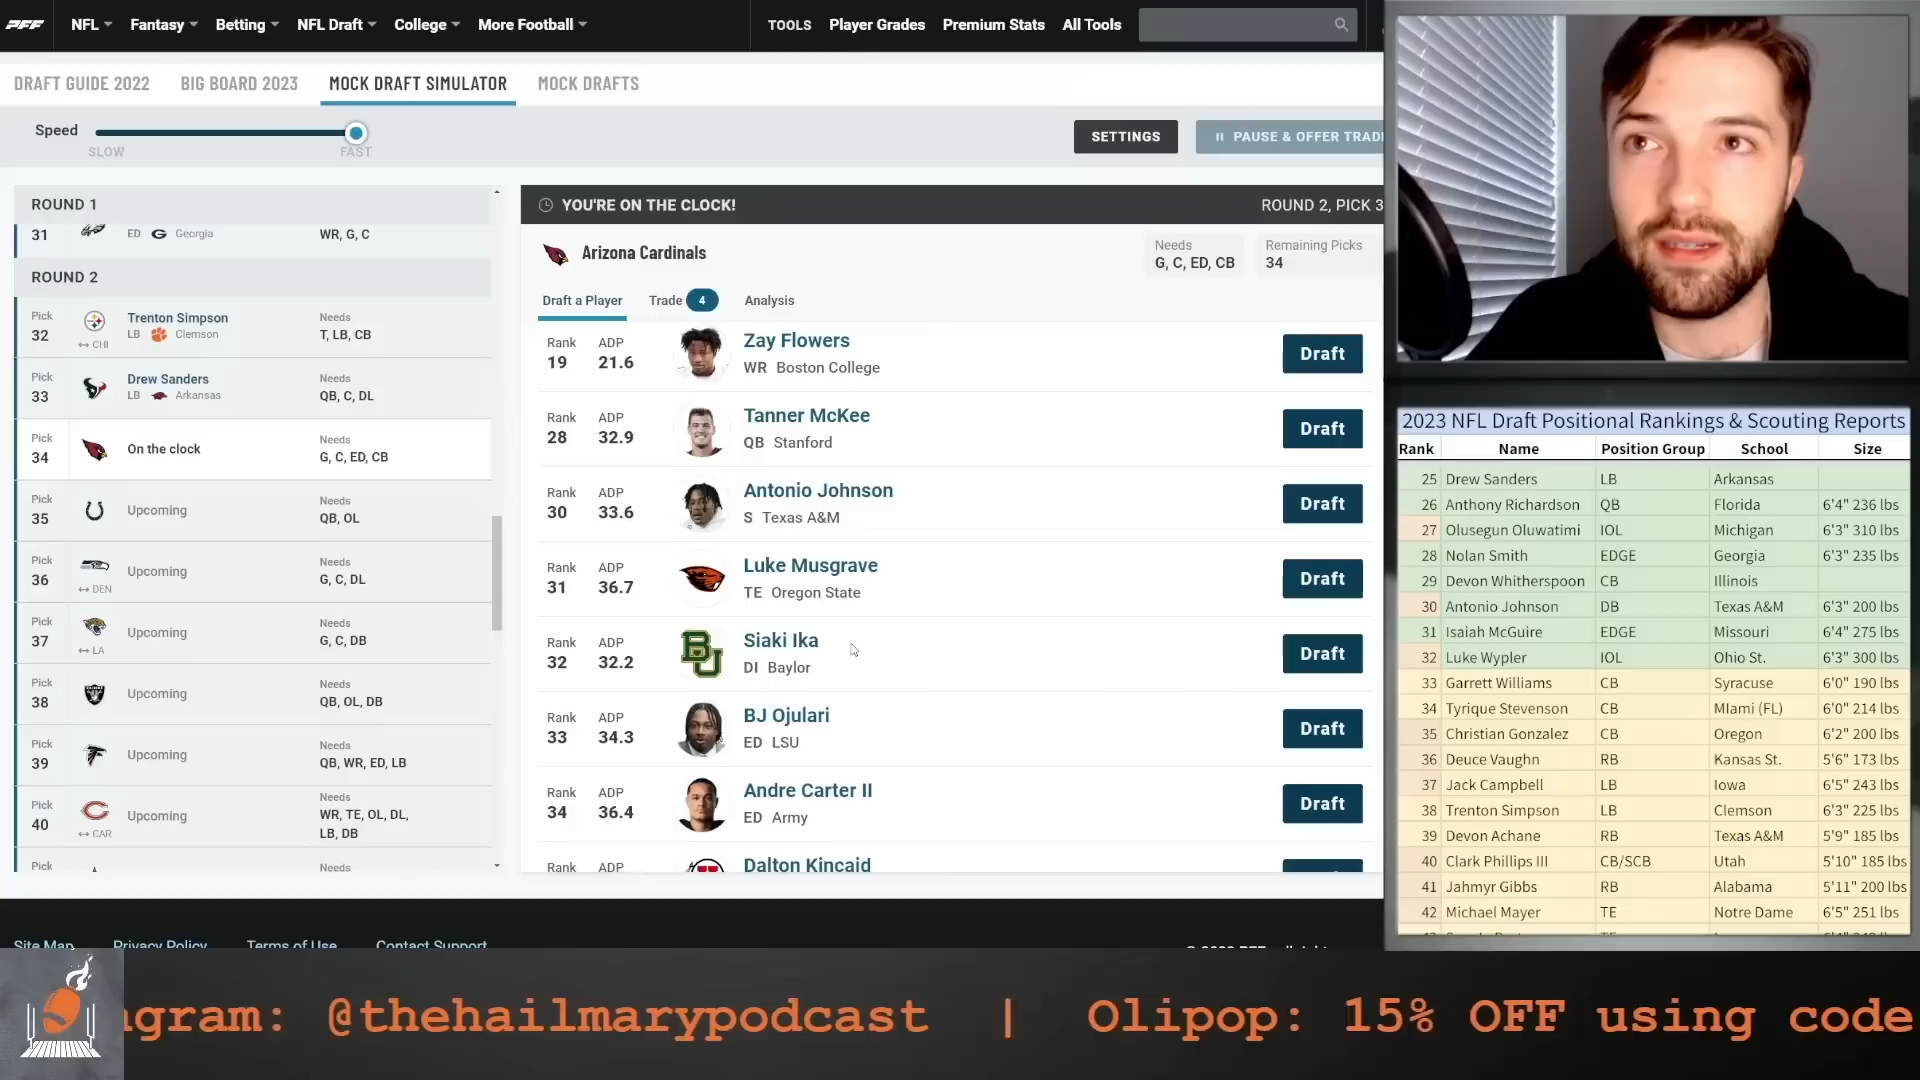 PFF NFL Fantasy Betting NFL Draft College More Football TOOLS Player Grades Premium Stats All Tools
DRAFT GUIDE 2022 BIG BOARD 2023 MOCK DRAFT SIMULATOR MOCK DRAFTS
Speed
SLOW FAST
SETTINGS PAUSE & OFFER TRAD
ROUND 1
31 ED Georgia WR, G, C
ROUND 2
Pick 32 CHI Trenton Simpson LB Clemson Needs T, LB, CB
Pick 33 Drew Sanders LB Arkansas Needs QB, C, DL
Pick 34 On the clock Needs G, C, ED, CB
Pick 35 Upcoming Needs QB, OL
Pick 36 DEN Upcoming Needs G, C, DL
Pick 37 LA Upcoming Needs G, C, DB
Pick 38 Upcoming Needs QB, OL, DB
Pick 39 Upcoming Needs QB, WR, ED, LB
Pick 40 CAR Upcoming Needs WR, TE, OL, DL, LB, DB
Pick Needs
YOU'RE ON THE CLOCK! ROUND 2, PICK 3
Arizona Cardinals Needs G, C, ED, CB Remaining Picks 34
Draft a Player Trade 4 Analysis
Rank 19 ADP 21.6 Zay Flowers WR Boston College Draft
Rank 28 ADP 32.9 Tanner McKee QB Stanford Draft
Rank 30 ADP 33.6 Antonio Johnson S Texas A&M Draft
Rank 31 ADP 36.7 Luke Musgrave TE Oregon State Draft
Rank 32 ADP 32.2 BU Siaki Ika DI Baylor Draft
Rank 33 ADP 34.3 BJ Ojulari ED LSU Draft
Rank 34 ADP 36.4 Andre Carter II ED Army Draft
Rank ADP Dalton Kincaid
Site Map Privacy Policy Terms of Use Contact Support
2023 NFL Draft Positional Rankings & Scouting Reports
Rank Name Position Group School Size
25 Drew Sanders LB Arkansas
26 Anthony Richardson QB Florida 6'4" 236 lbs
27 Olusegun Oluwatimi IOL Michigan 6'3" 310 lbs
28 Nolan Smith EDGE Georgia 6'3" 235 lbs
29 Devon Whitherspoon CB Illinois
30 Antonio Johnson DB Texas A&M 6'3" 200 lbs
31 Isaiah McGuire EDGE Missouri 6'4" 275 lbs
32 Luke Wypler IOL Ohio St. 6'3" 300 lbs
33 Garrett Williams CB Syracuse 6'0" 190 lbs
34 Tyrique Stevenson CB MIami (FL) 6'0" 214 lbs
35 Christian Gonzalez CB Oregon 6'2" 200 lbs
36 Deuce Vaughn RB Kansas St. 5'6" 173 lbs
37 Jack Campbell LB Iowa 6'5" 243 lbs
38 Trenton Simpson LB Clemson 6'3" 225 lbs
39 Devon Achane RB Texas A&M 5'9" 185 lbs
40 Clark Phillips III CB/SCB Utah 5'10" 185 lbs
41 Jahmyr Gibbs RB Alabama 5'11" 200 lbs
42 Michael Mayer TE Notre Dame 6'5" 251 lbs
agram: @thehailmarypodcast | Olipop: 15% OFF using code